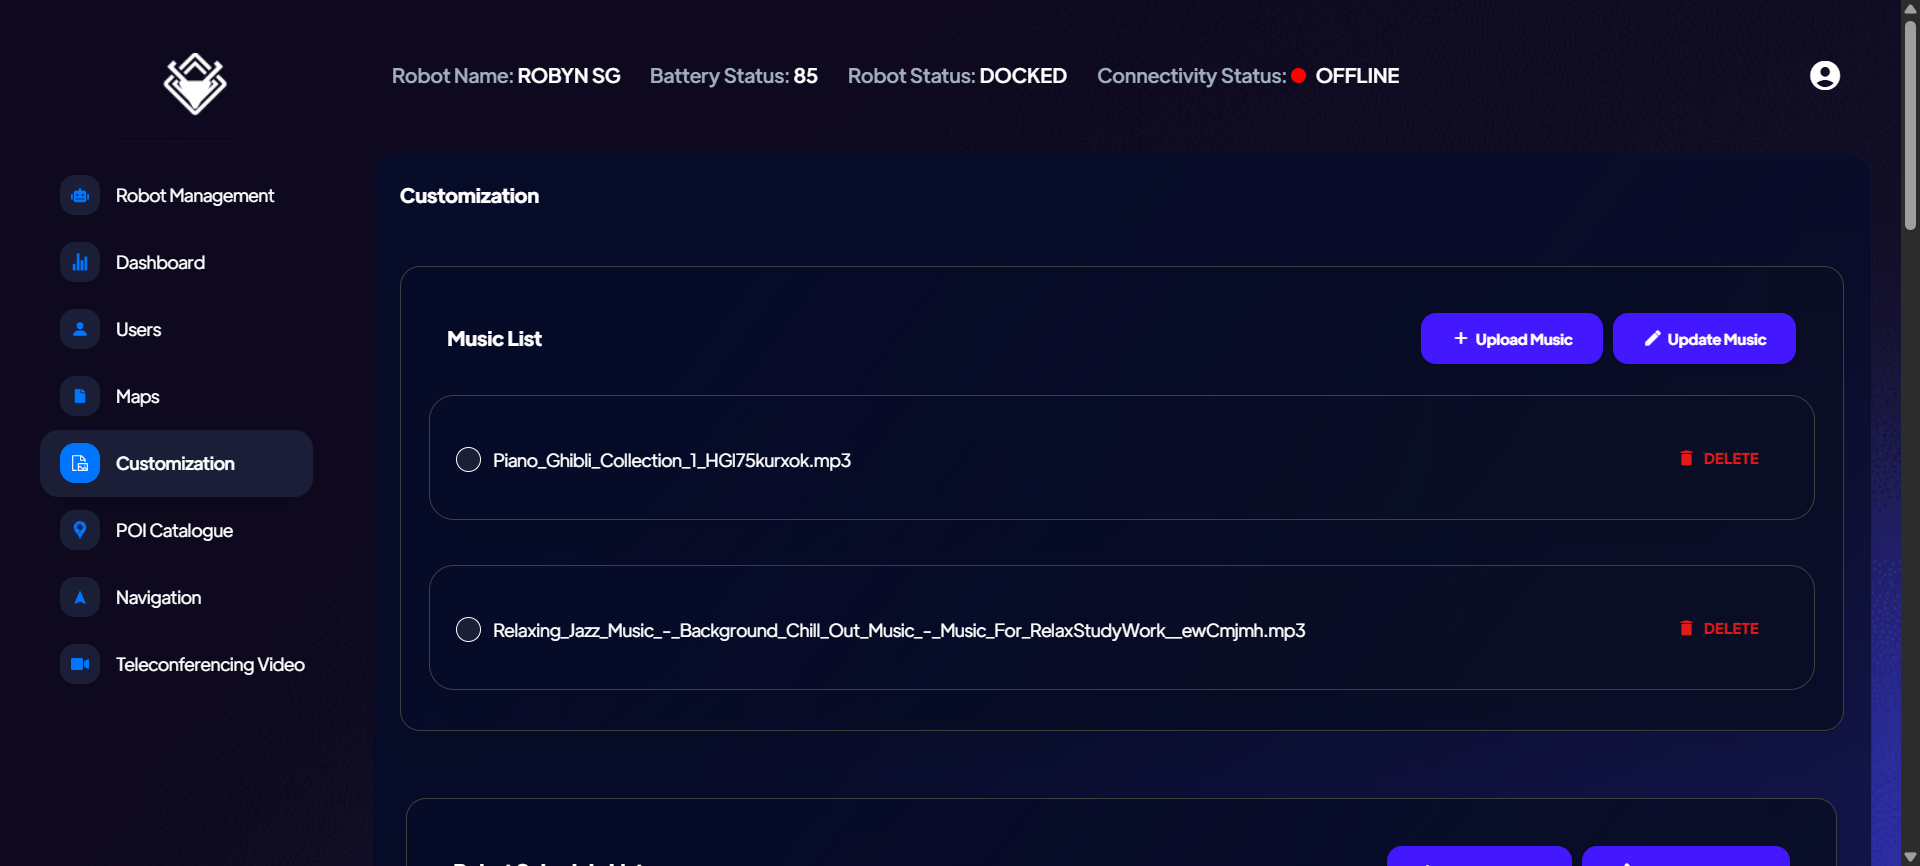 Robot Name: ROBYN SG Battery Status: 85 Robot Status: DOCKED Connectivity Status: OFFLINE
Robot Management
Dashboard
Users
Maps
Customization
POI Catalogue
Navigation
Teleconferencing Video
Customization
Music List
+ Upload Music
Update Music
Piano_Ghibli_Collection_1_HGI75kurxok.mp3
DELETE
Relaxing_Jazz_Music_-_Background_Chill_Out_Music_-_Music_For_RelaxStudyWork__ewCmjmh.mp3
DELETE